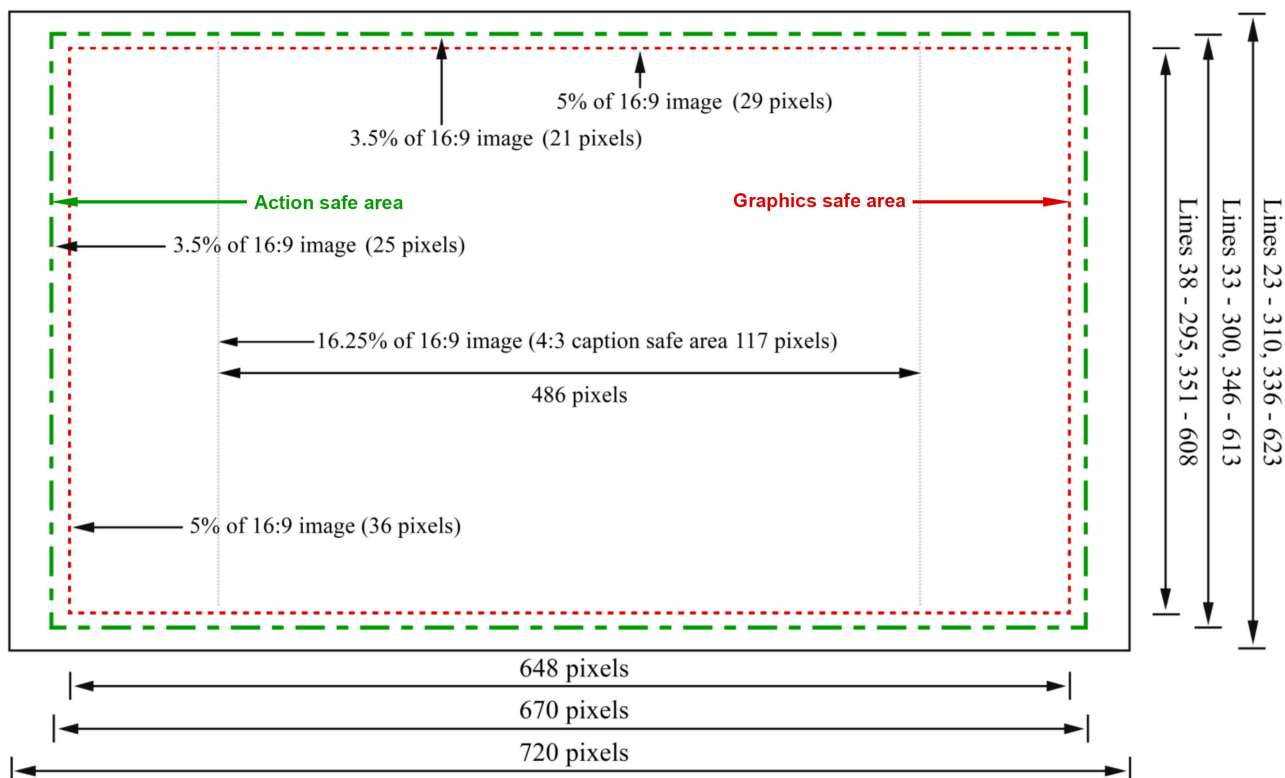 5% of 16:9 image (29 pixels)
3.5% of 16:9 image (21 pixels)
Action safe area
Graphics safe area
3.5% of 16:9 image (25 pixels)
16.25% of 16:9 image (4:3 caption safe area 117 pixels)
486 pixels
5% of 16:9 image (36 pixels)
Lines 38 - 295, 351 - 608
Lines 33 - 300, 346 - 613
Lines 23 - 310, 336 - 623
648 pixels
670 pixels
720 pixels